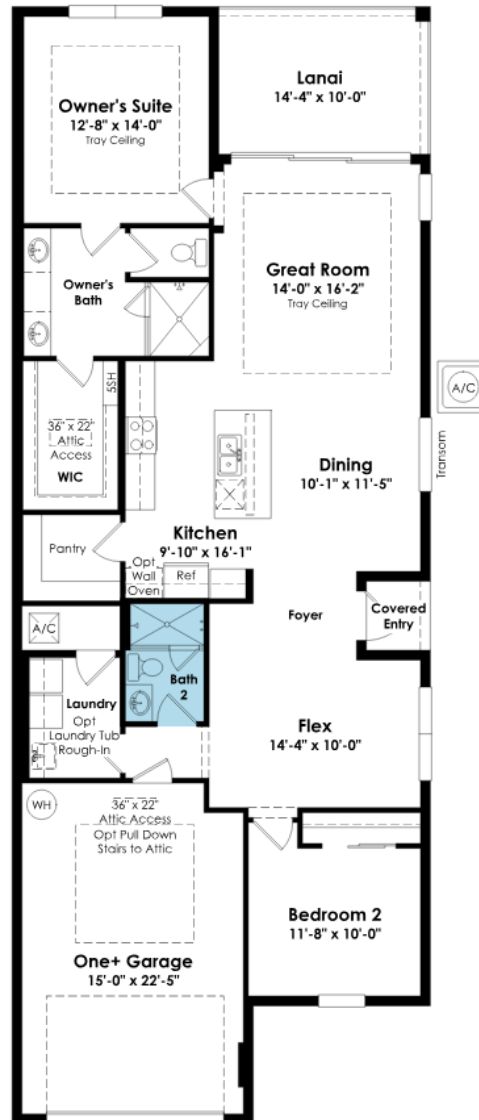 Lanai
14'-4" x 10'-0"
Owner's Suite
12'-8" x 14'-0"
Tray Ceiling
Great Room
14'-0" x 16'-2"
Tray Ceiling
Owner's
Bath
5SH
36" x 22"
Attic
Access
WIC
A/C
Transom
Dining
10'-1" x 11'-5"
Kitchen
9'-10" x 16'-1"
Pantry
Opt
Wall
Oven
Ref
Foyer
Covered
Entry
A/C
Bath
2
Laundry
Opt
Laundry Tub
Rough-In
Flex
14'-4" x 10'-0"
WH
36" x 22"
Attic Access
Opt Pull Down
Stairs to Attic
Bedroom 2
11'-8" x 10'-0"
One+ Garage
15'-0" x 22'-5"